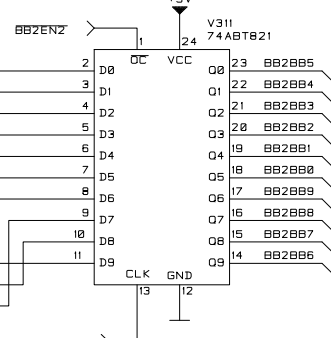 +5V
BB2EN2
V311
74ABT821
1 24
OC VCC
2 D0 Q0 23 BB2BB5
3 D1 Q1 22 BB2BB4
4 D2 Q2 21 BB2BB3
5 D3 Q3 20 BB2BB2
6 D4 Q4 19 BB2BB1
7 D5 Q5 18 BB2BB0
8 D6 Q6 17 BB2BB9
9 D7 Q7 16 BB2BB8
10 D8 Q8 15 BB2BB7
11 D9 Q9 14 BB2BB6
CLK GND
13 12